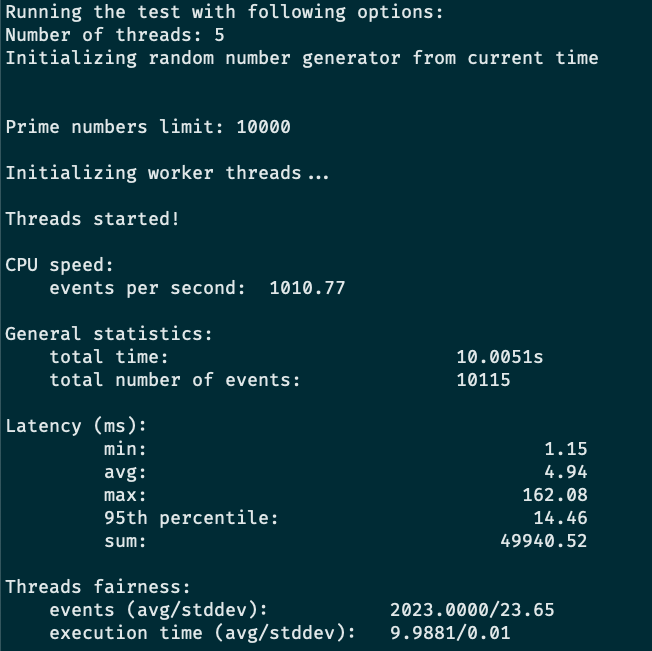 Running the test with following options:
Number of threads: 5
Initializing random number generator from current time
Prime numbers limit: 10000
Initializing worker threads...
Threads started!
CPU speed:
events per second: 1010.77
General statistics:
total time: 10.0051s
total number of events: 10115
Latency (ms):
min: 1.15
avg: 4.94
max: 162.08
95th percentile: 14.46
sum: 49940.52
Threads fairness:
events (avg/stddev): 2023.0000/23.65
execution time (avg/stddev): 9.9881/0.01